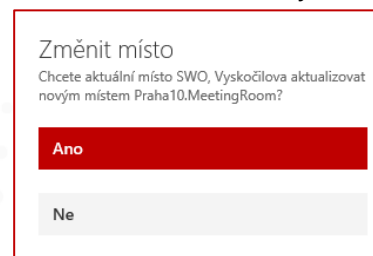 Změnit místo
Chcete aktuální místo SWO, Vyskočilova aktualizovat
novým místem Praha10.MeetingRoom?
Ano
Ne